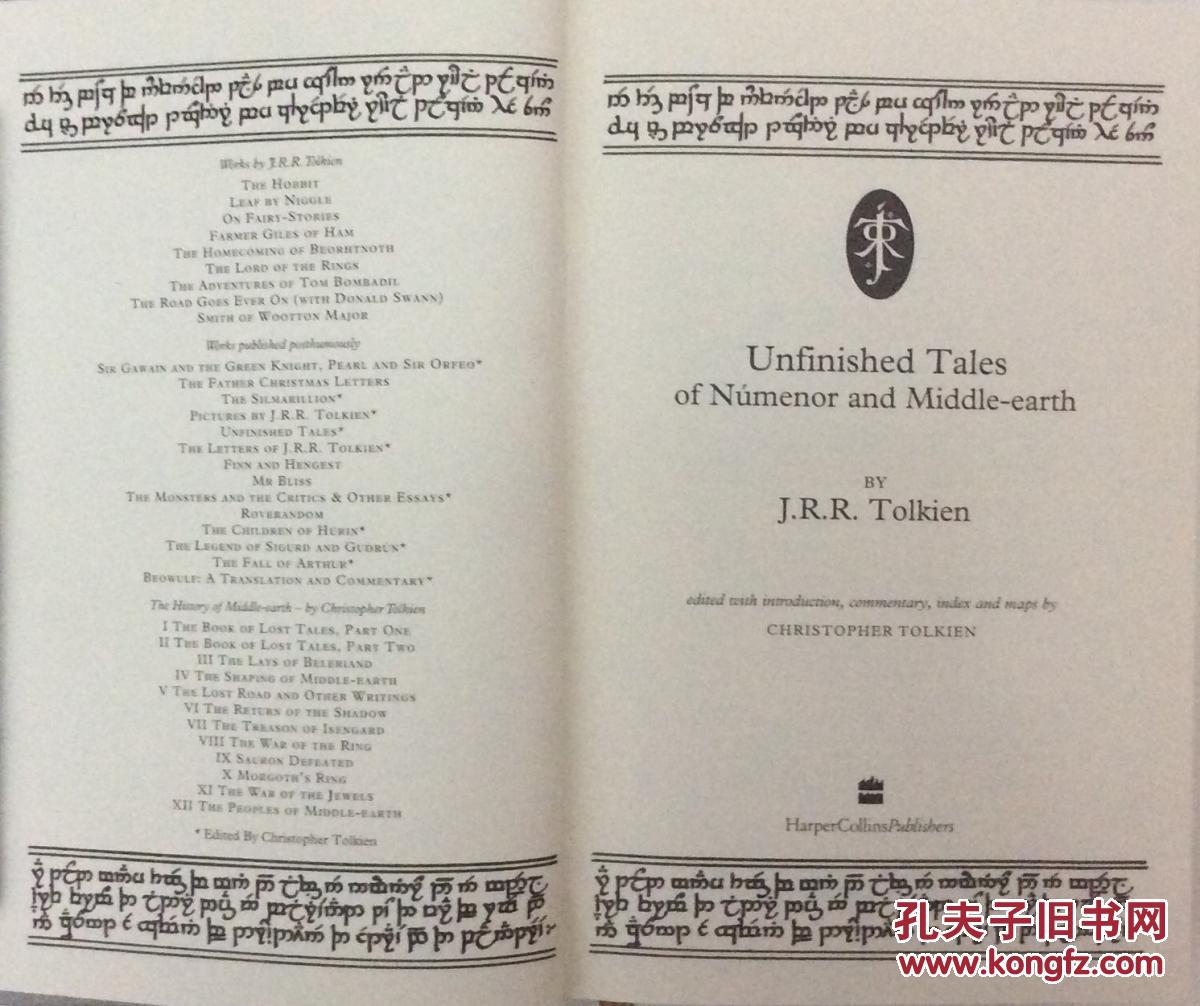 Works by J.R.R. Tolkien
THE HOBBIT
LEAF BY NIGGLE
ON FAIRY-STORIES
FARMER GILES OF HAM
THE HOMECOMING OF BEORHTNOTH
THE LORD OF THE RINGS
THE ADVENTURES OF TOM BOMBADIL
THE ROAD GOES EVER ON (WITH DONALD SWANN)
SMITH OF WOOTTON MAJOR
Works published posthumously
SIR GAWAIN AND THE GREEN KNIGHT, PEARL AND SIR ORFEO*
THE FATHER CHRISTMAS LETTERS
THE SILMARILLION*
PICTURES BY J.R.R. TOLKIEN*
UNFINISHED TALES*
THE LETTERS OF J.R.R. TOLKIEN*
FINN AND HENGEST
MR BLISS
THE MONSTERS AND THE CRITICS & OTHER ESSAYS*
ROVERANDOM
THE CHILDREN OF HÚRIN*
THE LEGEND OF SIGURD AND GUDRÚN*
THE FALL OF ARTHUR*
BEOWULF: A TRANSLATION AND COMMENTARY*
The History of Middle-earth – by Christopher Tolkien
I THE BOOK OF LOST TALES, PART ONE
II THE BOOK OF LOST TALES, PART TWO
III THE LAYS OF BELERIAND
IV THE SHAPING OF MIDDLE-EARTH
V THE LOST ROAD AND OTHER WRITINGS
VI THE RETURN OF THE SHADOW
VII THE TREASON OF ISENGARD
VIII THE WAR OF THE RING
IX SAURON DEFEATED
X MORGOTH'S RING
XI THE WAR OF THE JEWELS
XII THE PEOPLES OF MIDDLE-EARTH
* Edited By Christopher Tolkien
Unfinished Tales
of Númenor and Middle-earth
BY
J.R.R. Tolkien
edited with introduction, commentary, index and maps by
CHRISTOPHER TOLKIEN
HarperCollinsPublishers
孔夫子旧书网
www.kongfz.com